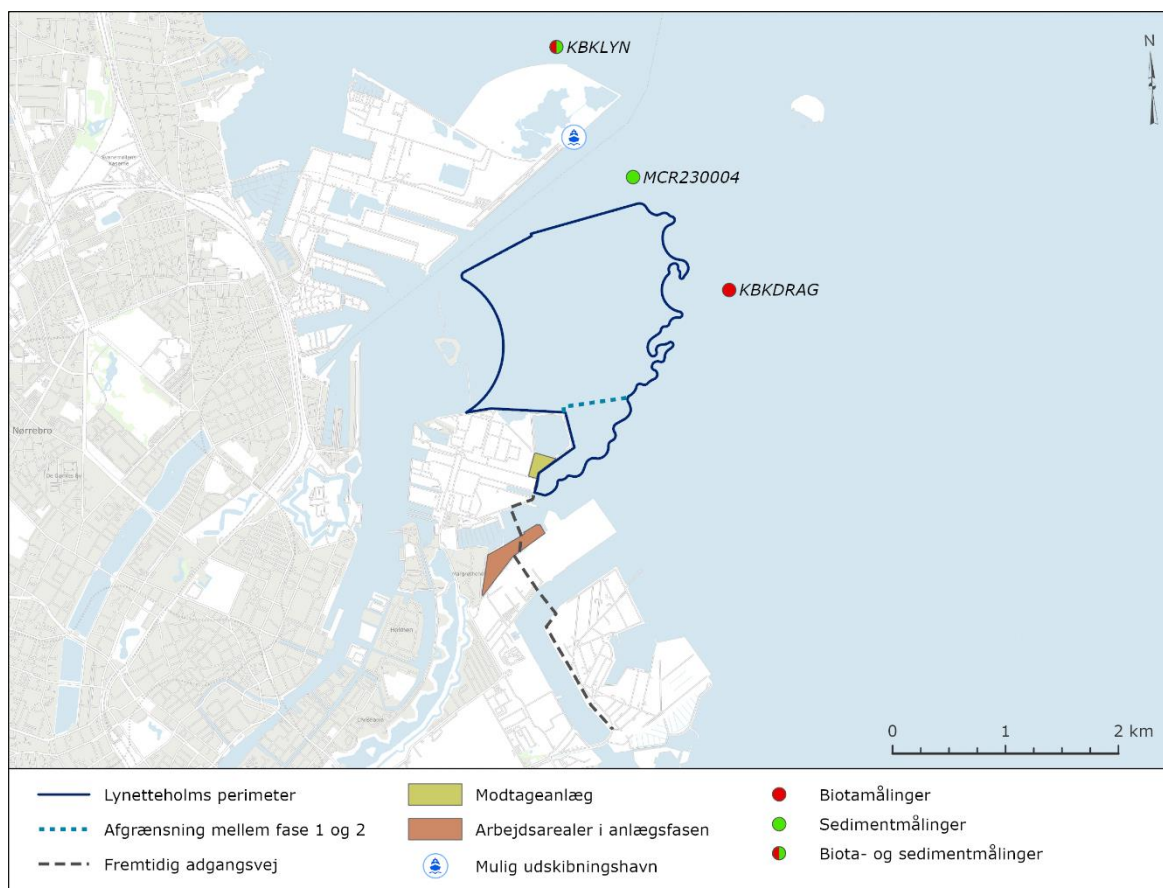 KBKLYN
N
MCR230004
KBKDRAG
Nørrebro
Holmen
0 1 2 km
Lynetteholms perimeter
Afgrænsning mellem fase 1 og 2
Fremtidig adgangsvej
Modtageanlæg
Arbejdsarealer i anlægsfasen
Mulig udskibningshavn
Biotamålinger
Sedimentmålinger
Biota- og sedimentmålinger